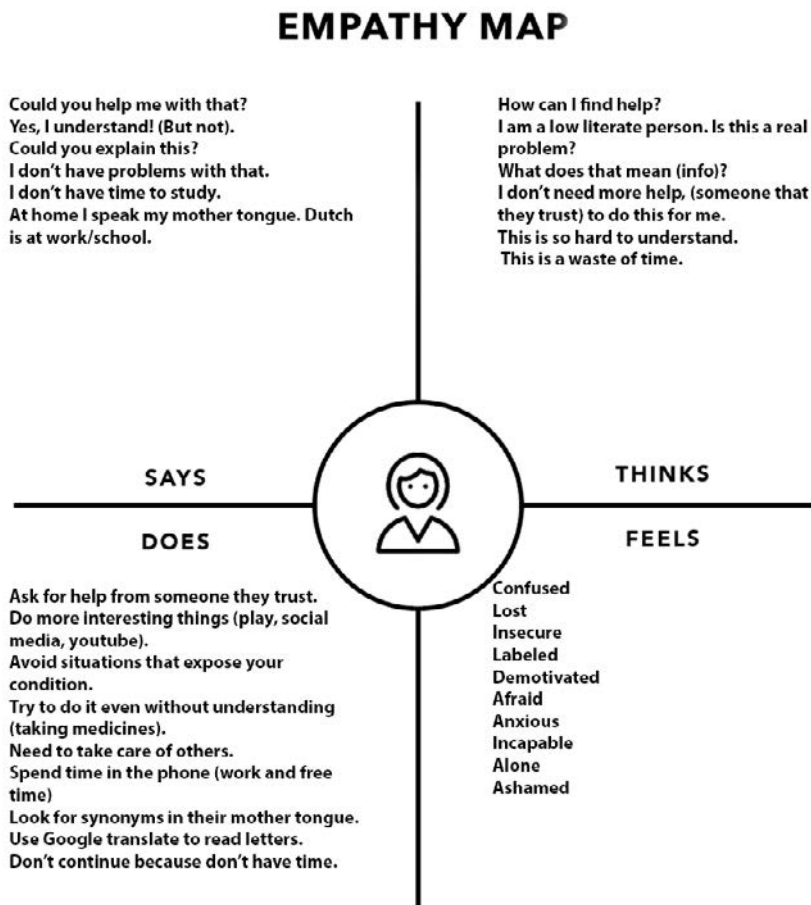 EMPATHY MAP
Could you help me with that?
Yes, I understand! (But not).
Could you explain this?
I don't have problems with that.
I don't have time to study.
At home I speak my mother tongue. Dutch
is at work/school.
How can I find help?
I am a low literate person. Is this a real
problem?
What does that mean (info)?
I don't need more help, (someone that
they trust) to do this for me.
This is so hard to understand.
This is a waste of time.
SAYS
THINKS
DOES
FEELS
Ask for help from someone they trust.
Do more interesting things (play, social
media, youtube).
Avoid situations that expose your
condition.
Try to do it even without understanding
(taking medicines).
Need to take care of others.
Spend time in the phone (work and free
time)
Look for synonyms in their mother tongue.
Use Google translate to read letters.
Don't continue because don't have time.
Confused
Lost
Insecure
Labeled
Demotivated
Afraid
Anxious
Incapable
Alone
Ashamed